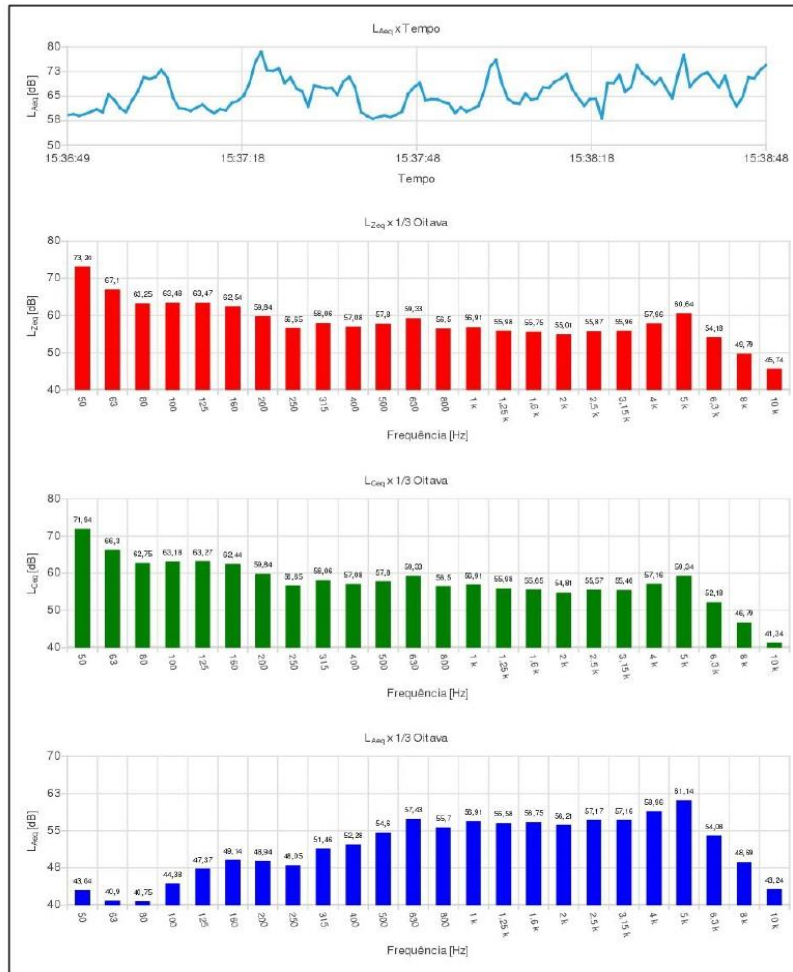 LAeq x Tempo
LAeq [dB]
80
73
65
58
50
15:36:49 15:37:18 15:37:48 15:38:18 15:38:48
Tempo
LZeq x 1/3 Oitava
LZeq [dB]
80
70
60
50
40
73,24 67,1 63,25 63,48 63,47 62,54 59,84 56,65 58,06 57,08 57,8 59,33 56,5 56,91 55,98 55,75 55,01 55,87 55,96 57,96 60,64 54,18 49,79 45,74
50 63 80 100 125 160 200 250 315 400 500 630 800 1 k 1,25 k 1,6 k 2 k 2,5 k 3,15 k 4 k 5 k 6,3 k 8 k 10 k
Frequência [Hz]
LCeq x 1/3 Oitava
LCeq [dB]
80
70
60
50
40
71,94 66,3 62,75 63,18 63,27 62,44 59,84 56,65 58,06 57,08 57,8 59,33 56,5 56,91 55,98 55,65 54,81 55,57 55,46 57,16 59,34 52,18 46,79 41,34
50 63 80 100 125 160 200 250 315 400 500 630 800 1 k 1,25 k 1,6 k 2 k 2,5 k 3,15 k 4 k 5 k 6,3 k 8 k 10 k
Frequência [Hz]
LAeq x 1/3 Oitava
LAeq [dB]
70
63
55
48
40
43,04 40,9 40,75 44,38 47,37 49,14 48,94 48,05 51,46 52,28 54,6 57,43 55,7 56,91 56,58 56,75 56,21 57,17 57,16 58,96 61,14 54,08 48,69 43,24
50 63 80 100 125 160 200 250 315 400 500 630 800 1 k 1,25 k 1,6 k 2 k 2,5 k 3,15 k 4 k 5 k 6,3 k 8 k 10 k
Frequência [Hz]